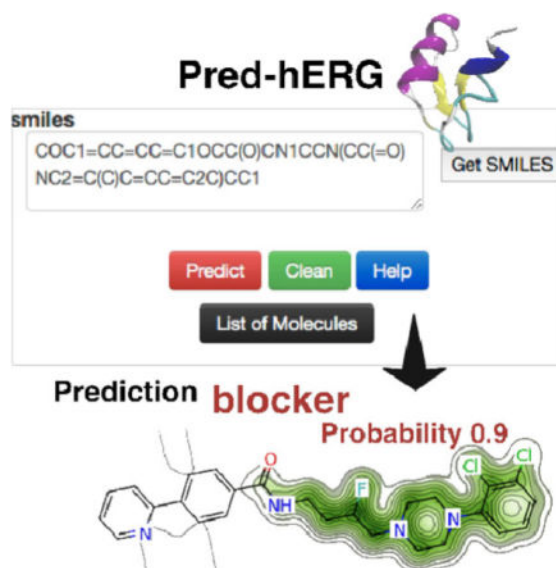 Pred-hERG
smiles
COC1=CC=CC=C1OCC(O)CN1CCN(CC(=O)
NC2=C(C)C=CC=C2C)CC1
Get SMILES
Predict
Clean
Help
List of Molecules
Prediction blocker
Probability 0.9
Cl
Cl
O
F
NH
N
N
N